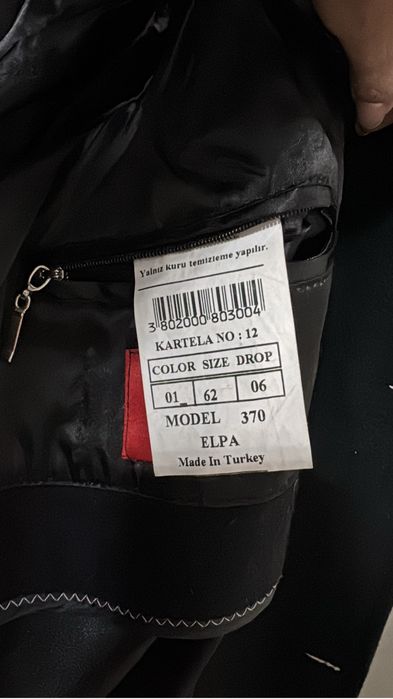 Yalnız kuru temizleme yapılır.
3 802000 803004
KARTELA NO : 12
COLOR SIZE DROP
01_ 62 06
MODEL 370
ELPA
Made In Turkey